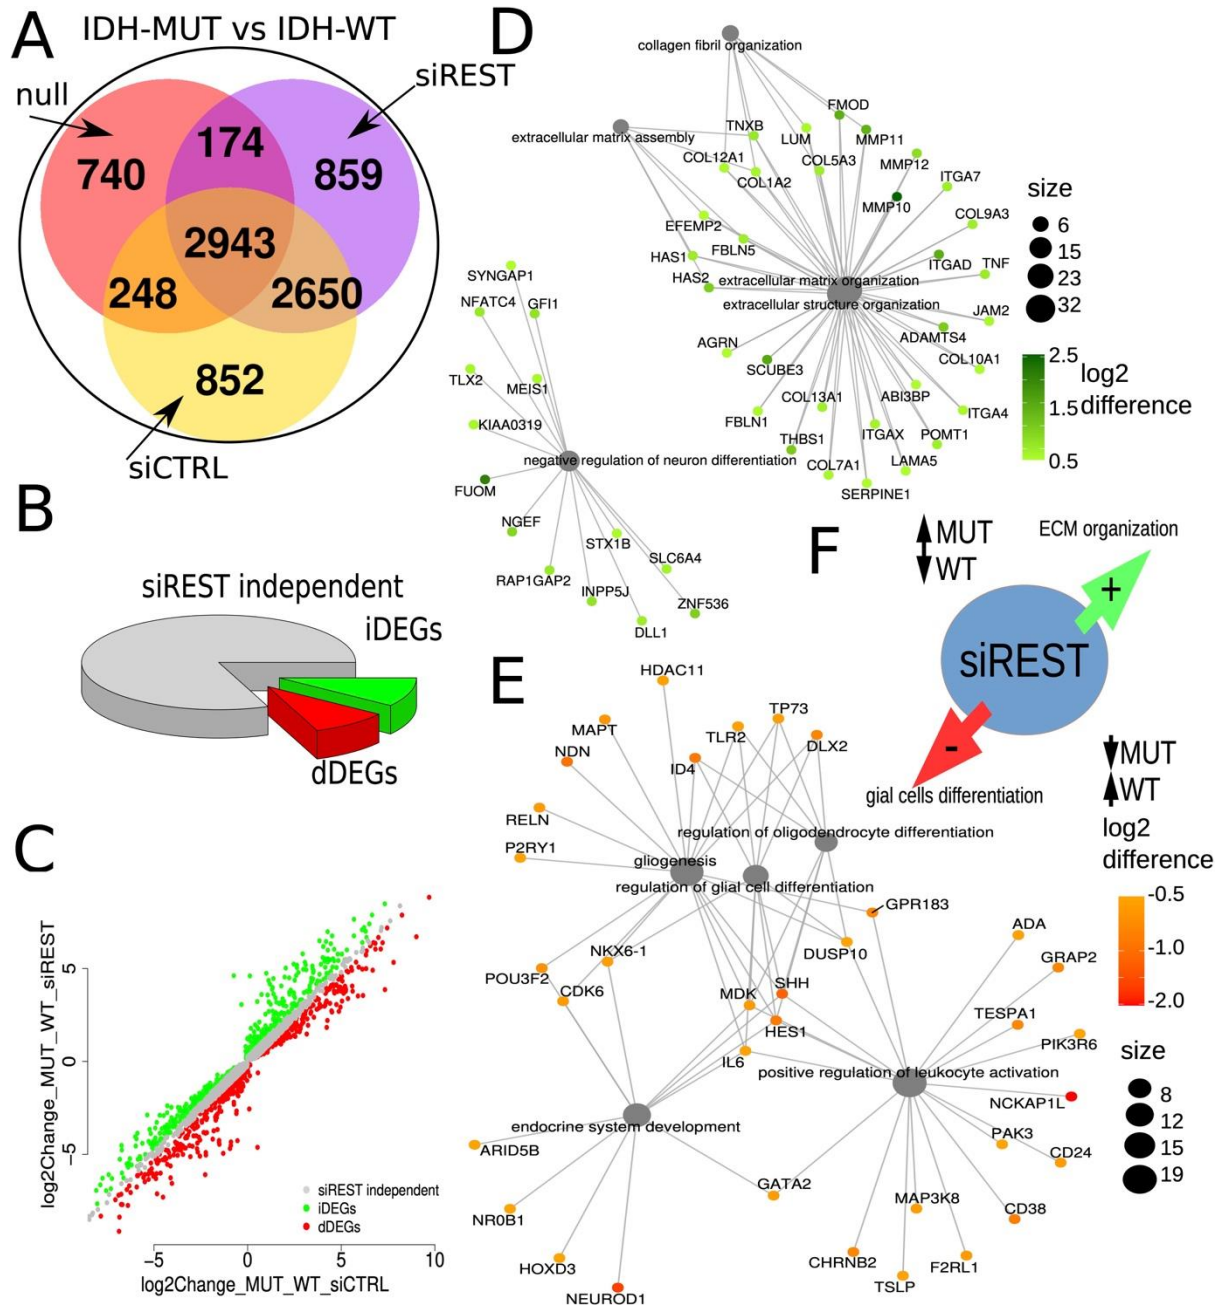 A
IDH-MUT vs IDH-WT
null
siREST
174
740
859
2943
248
2650
852
siCTRL
B
siREST independent
iDEGs
dDEGs
C
log2Change_MUT_WT_siREST
5
0
−5
siREST independent
iDEGs
dDEGs
−5
0
5
10
log2Change_MUT_WT_siCTRL
D
collagen fibril organization
extracellular matrix assembly
FMOD
TNXB
LUM
MMP11
COL12A1
COL5A3
MMP12
COL1A2
ITGA7
MMP10
COL9A3
EFEMP2
FBLN5
HAS1
ITGAD
TNF
HAS2
extracellular matrix organization
extracellular structure organization
JAM2
ADAMTS4
AGRN
COL10A1
SCUBE3
COL13A1
ABI3BP
FBLN1
ITGA4
THBS1
ITGAX
POMT1
COL7A1
LAMA5
SERPINE1
SYNGAP1
NFATC4
GFI1
TLX2
MEIS1
KIAA0319
negative regulation of neuron differentiation
FUOM
NGEF
STX1B
SLC6A4
RAP1GAP2
INPP5J
ZNF536
DLL1
size
6
15
23
32
2.5
1.5
0.5
log2
difference
E
HDAC11
MAPT
TLR2
TP73
NDN
ID4
DLX2
RELN
regulation of oligodendrocyte differentiation
P2RY1
gliogenesis
regulation of glial cell differentiation
GPR183
ADA
NKX6-1
DUSP10
GRAP2
POU3F2
CDK6
SHH
MDK
TESPA1
HES1
PIK3R6
IL6
positive regulation of leukocyte activation
NCKAP1L
endocrine system development
PAK3
ARID5B
CD24
GATA2
MAP3K8
NR0B1
CD38
HOXD3
CHRNB2
F2RL1
NEUROD1
TSLP
F
MUT
WT
ECM organization
+
siREST
-
gial cells differentiation
MUT
WT
log2
difference
-0.5
-1.0
-2.0
size
8
12
15
19